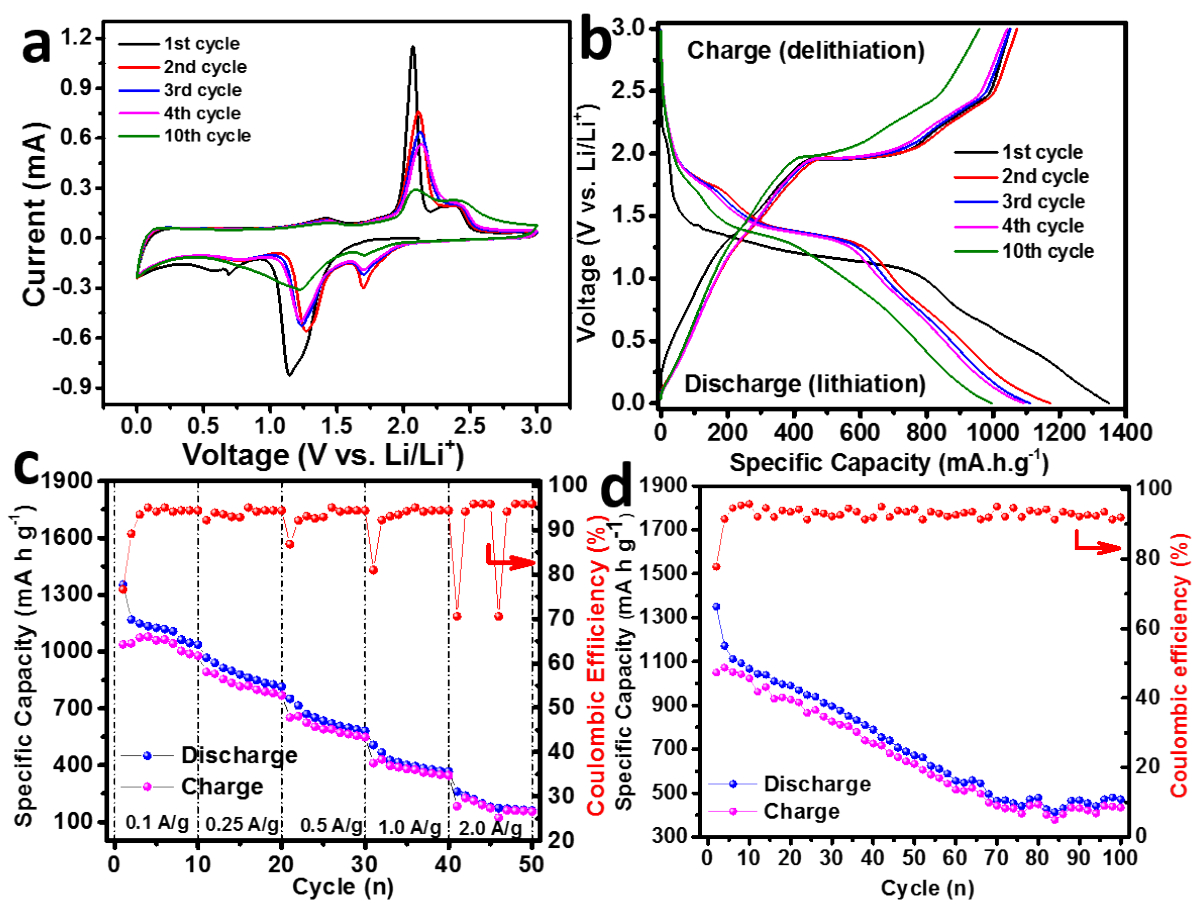 a
1.2
0.9
0.6
0.3
0.0
-0.3
-0.6
-0.9
Current (mA)
1st cycle
2nd cycle
3rd cycle
4th cycle
10th cycle
0.0 0.5 1.0 1.5 2.0 2.5 3.0
Voltage (V vs. Li/Li+)
b
3.0
2.5
2.0
1.5
1.0
0.5
0.0
Voltage (V vs. Li/Li+)
Charge (delithiation)
1st cycle
2nd cycle
3rd cycle
4th cycle
10th cycle
Discharge (lithiation)
0 200 400 600 800 1000 1200 1400
Specific Capacity (mA.h.g-1)
c
1900
1600
1300
1000
700
400
100
Specific Capacity (mA h g-1)
Discharge
Charge
0.1 A/g 0.25 A/g 0.5 A/g 1.0 A/g 2.0 A/g
100
90
80
70
60
50
40
30
20
Coulombic Effiiciency (%)
0 10 20 30 40 50
Cycle (n)
d
1900
1700
1500
1300
1100
900
700
500
300
Specific Capacity (mA h g-1)
Discharge
Charge
100
80
60
40
20
0
Coulombic efficiency (%)
0 10 20 30 40 50 60 70 80 90 100
Cycle (n)